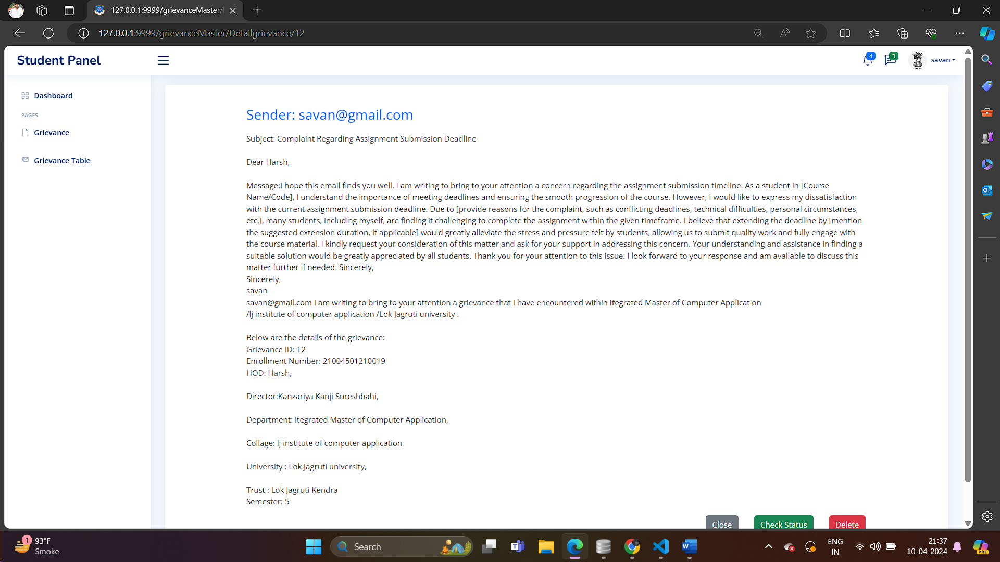 127.0.0.1:9999/grievanceMaster/
127.0.0.1:9999/grievanceMaster/Detailgrievance/12
Student Panel
4
3
savan
Dashboard
PAGES
Grievance
Grievance Table
Sender: savan@gmail.com
Subject: Complaint Regarding Assignment Submission Deadline
Dear Harsh,
Message:I hope this email finds you well. I am writing to bring to your attention a concern regarding the assignment submission timeline. As a student in [Course
Name/Code], I understand the importance of meeting deadlines and ensuring the smooth progression of the course. However, I would like to express my dissatisfaction
with the current assignment submission deadline. Due to [provide reasons for the complaint, such as conflicting deadlines, technical difficulties, personal circumstances,
etc.], many students, including myself, are finding it challenging to complete the assignment within the given timeframe. I believe that extending the deadline by [mention
the suggested extension duration, if applicable] would greatly alleviate the stress and pressure felt by students, allowing us to submit quality work and fully engage with
the course material. I kindly request your consideration of this matter and ask for your support in addressing this concern. Your understanding and assistance in finding a
suitable solution would be greatly appreciated by all students. Thank you for your attention to this issue. I look forward to your response and am available to discuss this
matter further if needed. Sincerely,
Sincerely,
savan
savan@gmail.com I am writing to bring to your attention a grievance that I have encountered within Itegrated Master of Computer Application
/lj institute of computer application /Lok Jagruti university .
Below are the details of the grievance:
Grievance ID: 12
Enrollment Number: 21004501210019
HOD: Harsh,
Director:Kanzariya Kanji Sureshbahi,
Department: Itegrated Master of Computer Application,
Collage: lj institute of computer application,
University : Lok Jagruti university,
Trust : Lok Jagruti Kendra
Semester: 5
Close
Check Status
Delete
1
93°F
Smoke
Search
ENG
IN
21:37
10-04-2024
PRE